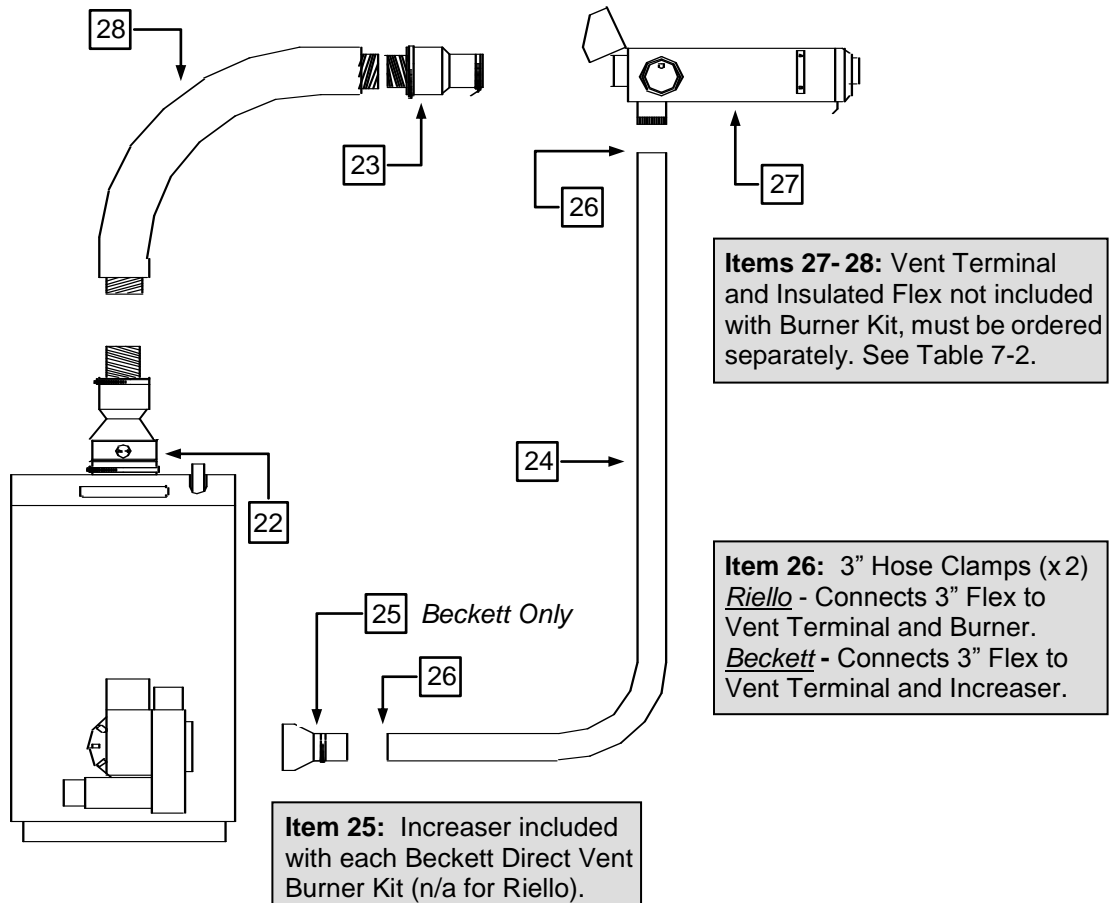 28
23
26
27
Items 27- 28: Vent Terminal
and Insulated Flex not included
with Burner Kit, must be ordered
separately. See Table 7-2.
24
22
Item 26: 3” Hose Clamps (x 2)
Riello - Connects 3” Flex to
Vent Terminal and Burner.
Beckett - Connects 3” Flex to
Vent Terminal and Increaser.
25 Beckett Only
26
Item 25: Increaser included
with each Beckett Direct Vent
Burner Kit (n/a for Riello).